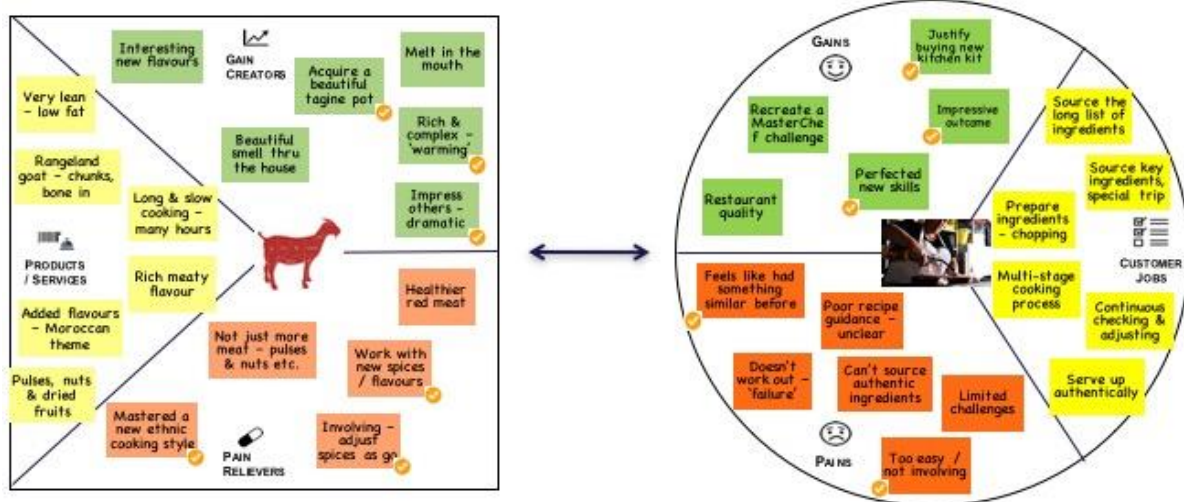 Interesting
new flavours
GAIN
CREATORS
Melt in the
mouth
Acquire a
beautiful
tagine pot
Very lean
– low fat
Rich &
complex –
'warming'
Beautiful
smell thru
the house
Rangeland
goat – chunks,
bone in
Long & slow
cooking –
many hours
Impress
others –
dramatic
PRODUCTS
/ SERVICES
Rich meaty
flavour
Healthier
red meat
Added flavours
– Moroccan
theme
Not just more
meat – pulses
& nuts etc.
Work with
new spices
/ flavours
Pulses, nuts
& dried
fruits
Mastered a
new ethnic
cooking style
Involving –
adjust
spices as go
PAIN
RELIEVERS
GAINS
Justify
buying new
kitchen kit
Recreate a
MasterChe
f challenge
Impressive
outcome
Source the
long list of
ingredients
Perfected
new skills
Source key
ingredients,
special trip
Restaurant
quality
Prepare
ingredients
– chopping
CUSTOMER
JOBS
Feels like had
something
similar before
Multi-stage
cooking
process
Poor recipe
guidance –
unclear
Continuous
checking &
adjusting
Doesn't
work out –
'failure'
Can't source
authentic
ingredients
Limited
challenges
Serve up
authentically
PAINS
Too easy /
not involving